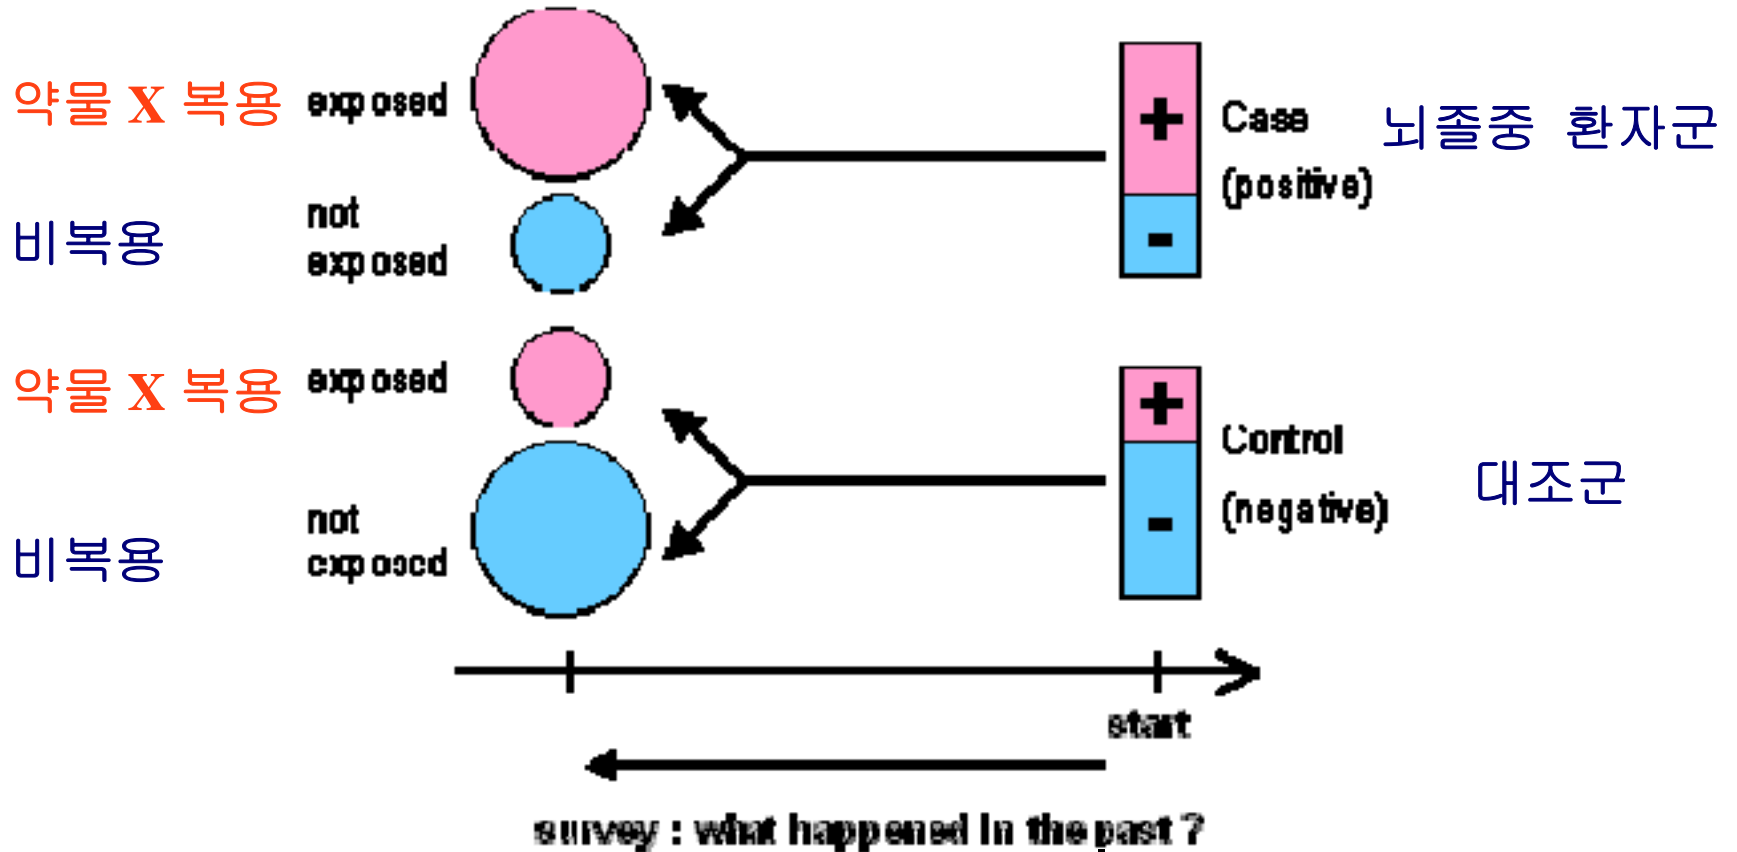 약물 X 복용 exposed
+
Case 뇌졸중 환자군
(positive)
not
비복용 exposed
-
약물 X 복용 exposed
+
Control
대조군
(negative)
not
비복용 exposed
-
start
survey : what happened in the past ?